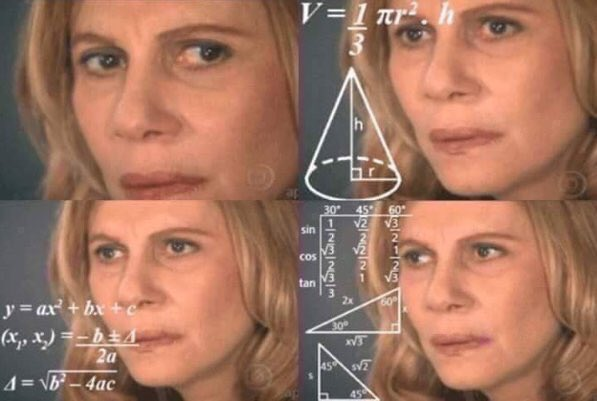 V = 1/3 πr². h
h
r
y = ax² + bx + c
(x₁, x₂) = -b ± Δ / 2a
Δ = √b² - 4ac
30° 45° 60°
sin 1/2 √2/2 √3/2
cos √3/2 √2/2 1/2
tan √3/3 1 √3
2x 60° x
30°
x√3
45° s√2
s
45°